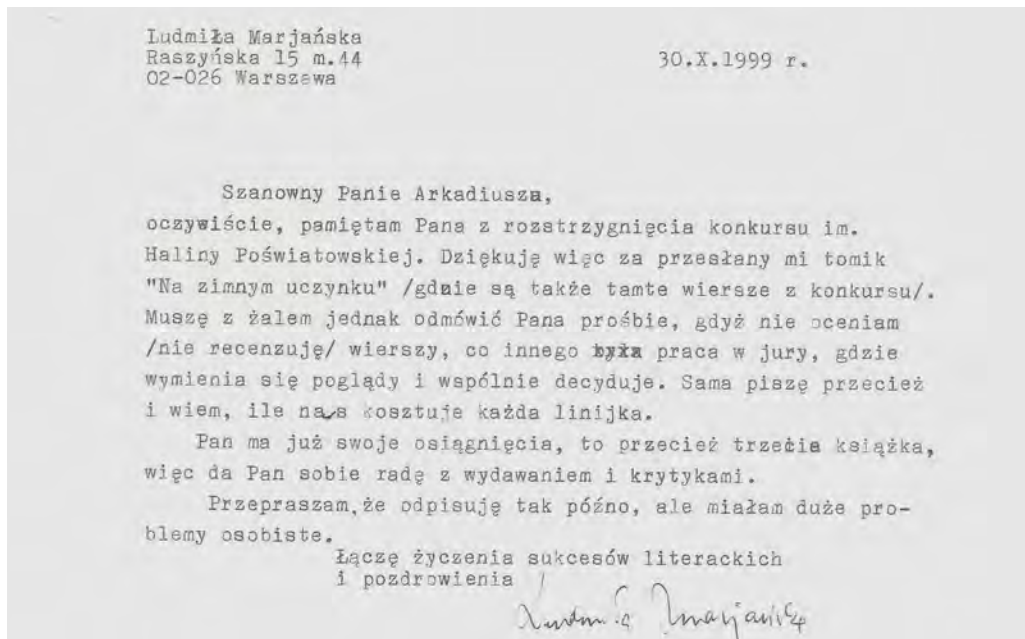 Ludmiła Marjańska
Raszyńska 15 m.44
30.X.1999 r.
02-026 Warszawa
Szanowny Panie Arkadiuszu,
oczywiście, pamiętam Pana z rozstrzygnięcia konkursu im.
Haliny Poświatowskiej. Dziękuję więc za przesłany mi tomik
"Na zimnym uczynku" /gdzie są także tamte wiersze z konkursu/.
Muszę z żalem jednak odmówić Pana prośbie, gdyż nie oceniam
/nie recenzuję/ wierszy, co innego była praca w jury, gdzie
wymienia się poglądy i wspólnie decyduje. Sama piszę przecież
i wiem, ile nas kosztuje każda linijka.
Pan ma już swoje osiągnięcia, to przecież trzecia książka,
więc da Pan sobie radę z wydawaniem i krytykami.
Przepraszam,że odpisuję tak późno, ale miałam duże pro-
blemy osobiste.
Łączę życzenia sukcesów literackich
i pozdrowienia
Ludmiła Marjańska